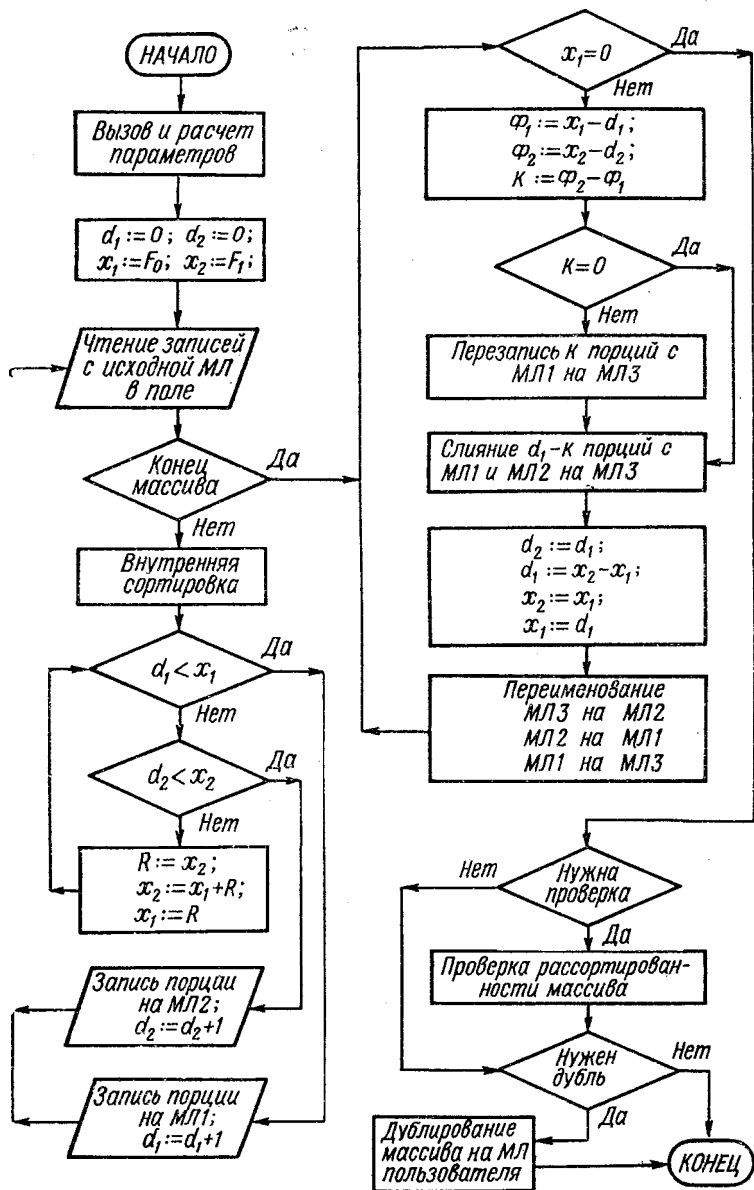 НАЧАЛО
Вызов и расчет
параметров
d₁:=0; d₂:=0;
x₁:=F₀; x₂:=F₁;
Чтение записей
с исходной МЛ
в поле
Конец
массива
Да
Нет
Внутренняя
сортировка
d₁<x₁
Да
Нет
d₂<x₂
Да
Нет
R:=x₂;
x₂:=x₁+R;
x₁:=R
Запись порции
на МЛ2;
d₂:=d₂+1
Запись порции
на МЛ1;
d₁:=d₁+1
x₁=0
Да
Нет
Ф₁:=x₁-d₁;
Ф₂:=x₂-d₂;
К:=Ф₂-Ф₁
К=0
Да
Нет
Перезапись К порций с
МЛ1 на МЛ3
Слияние d₁-К порций с
МЛ1 и МЛ2 на МЛ3
d₂:=d₁;
d₁:=x₂-x₁;
x₂:=x₁;
x₁:=d₁
Переименование
МЛ3 на МЛ2
МЛ2 на МЛ1
МЛ1 на МЛ3
Нужна
проверка
Нет
Да
Проверка рассортирован-
ности массива
Нужен
дубль
Нет
Да
Дублирование
массива на МЛ
пользователя
КОНЕЦ